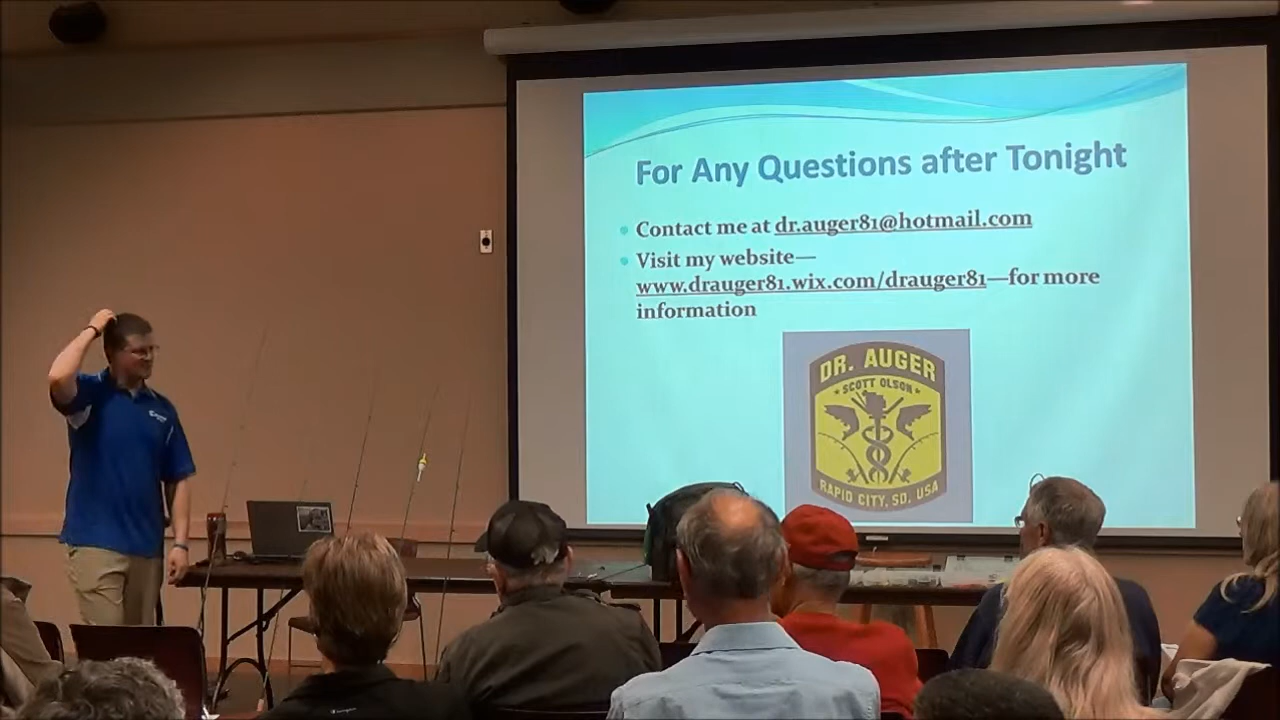 For Any Questions after Tonight
Contact me at dr.auger81@hotmail.com
Visit my website—
www.drauger81.wix.com/drauger81—for more
information
DR. AUGER
SCOTT OLSON
RAPID CITY, SD. USA